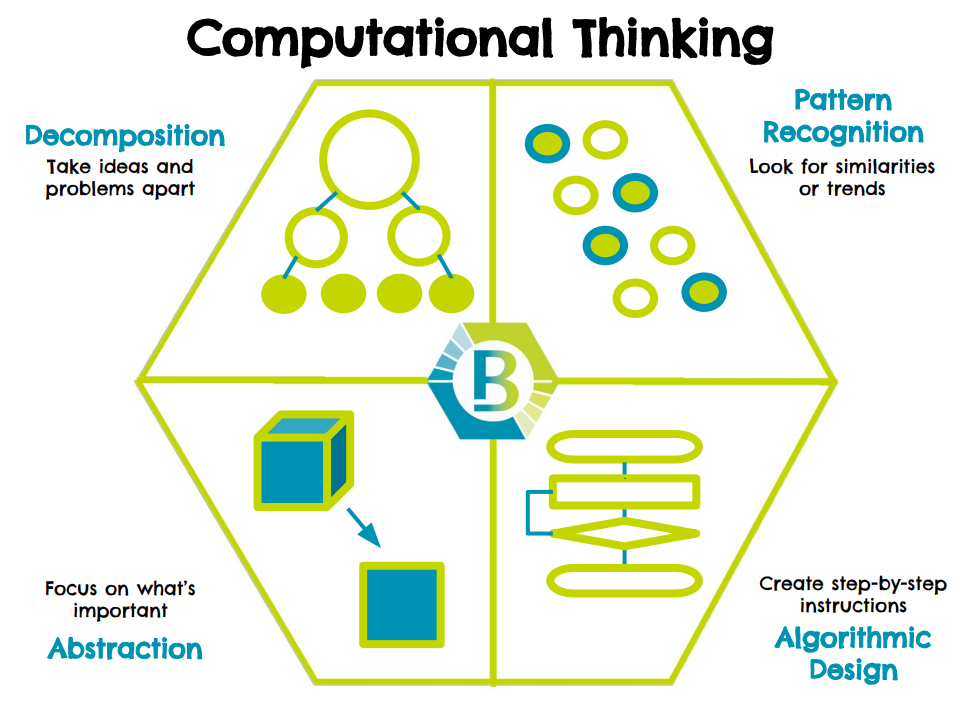 Computational Thinking
Decomposition
Take ideas and
problems apart
Pattern
Recognition
Look for similarities
or trends
B
Focus on what's
important
Abstraction
Create step-by-step
instructions
Algorithmic
Design